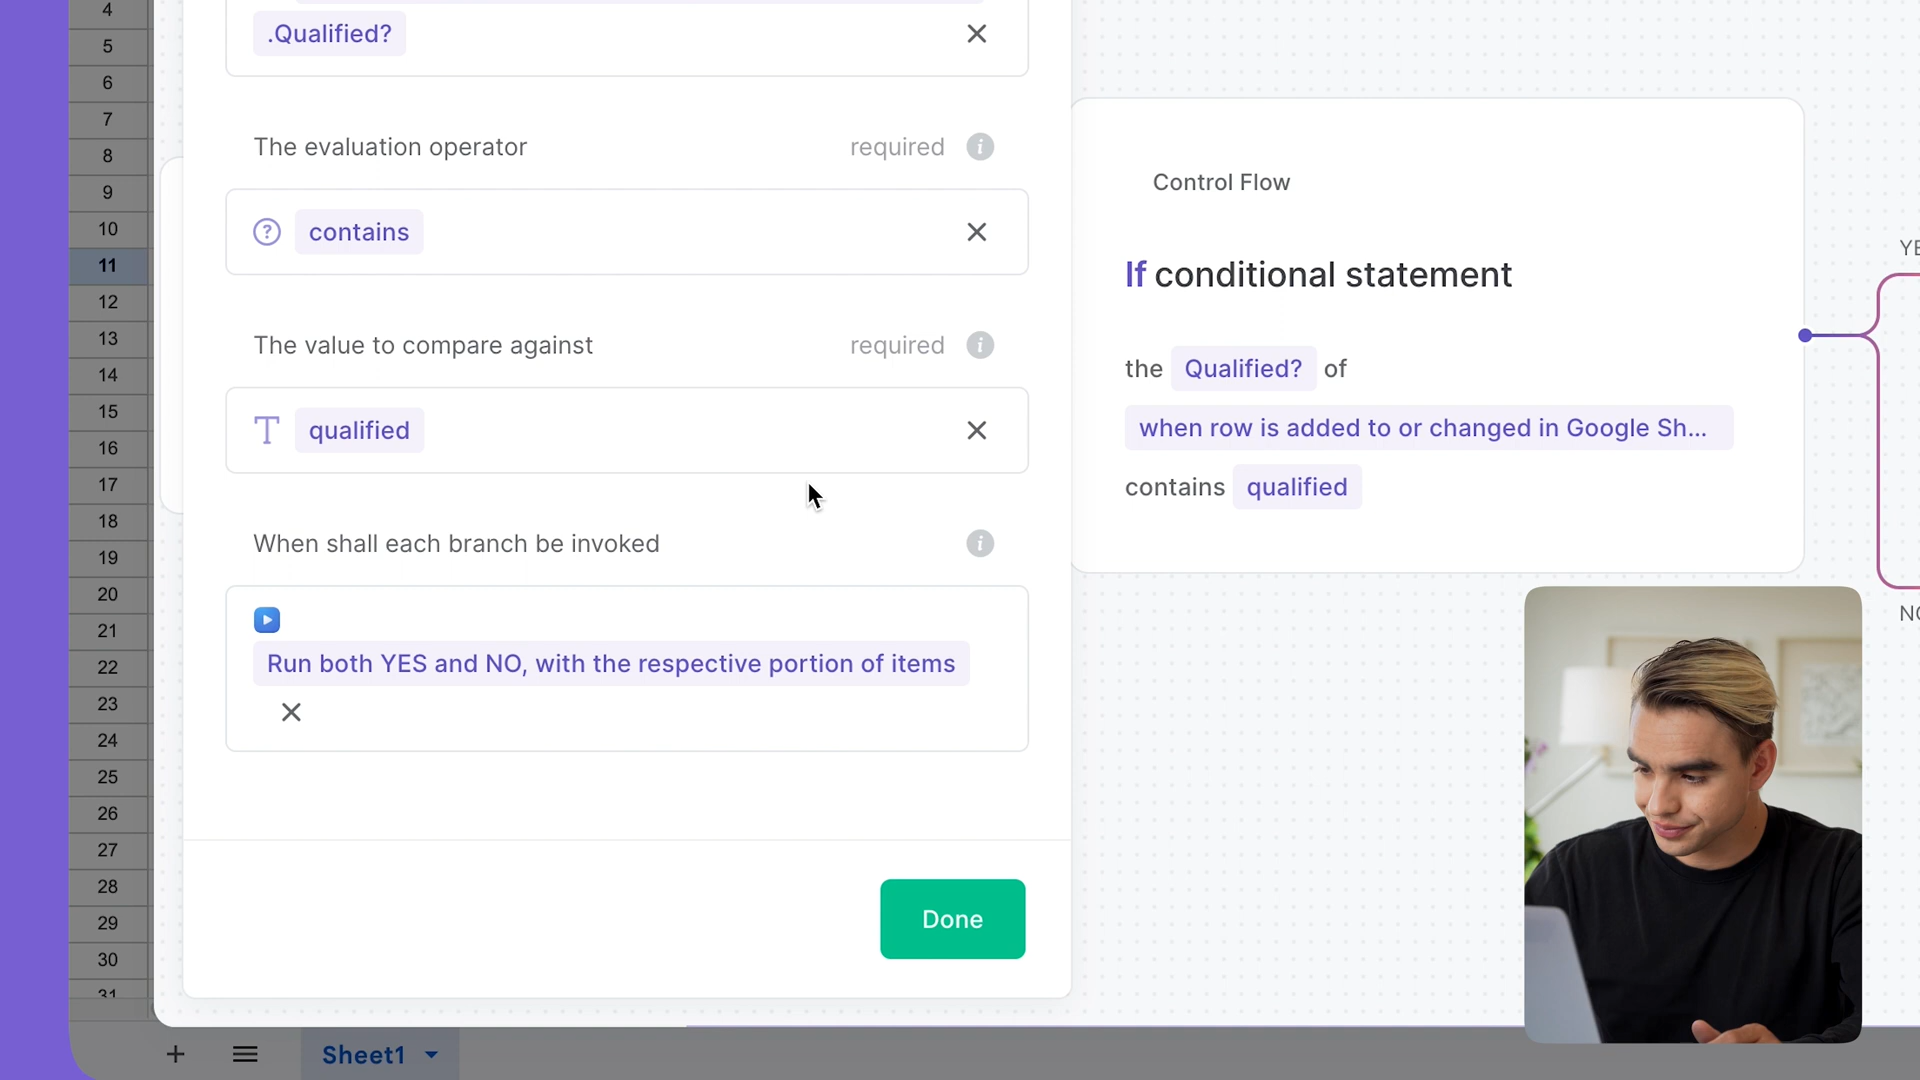 4
5
6
7
8
9
10
11
12
13
14
15
16
17
18
19
20
21
22
23
24
25
26
27
28
29
30
31
.Qualified?
The evaluation operator required
contains
The value to compare against required
qualified
When shall each branch be invoked
Run both YES and NO, with the respective portion of items
Done
Control Flow
If conditional statement
the Qualified? of
when row is added to or changed in Google Sh...
contains qualified
Sheet1